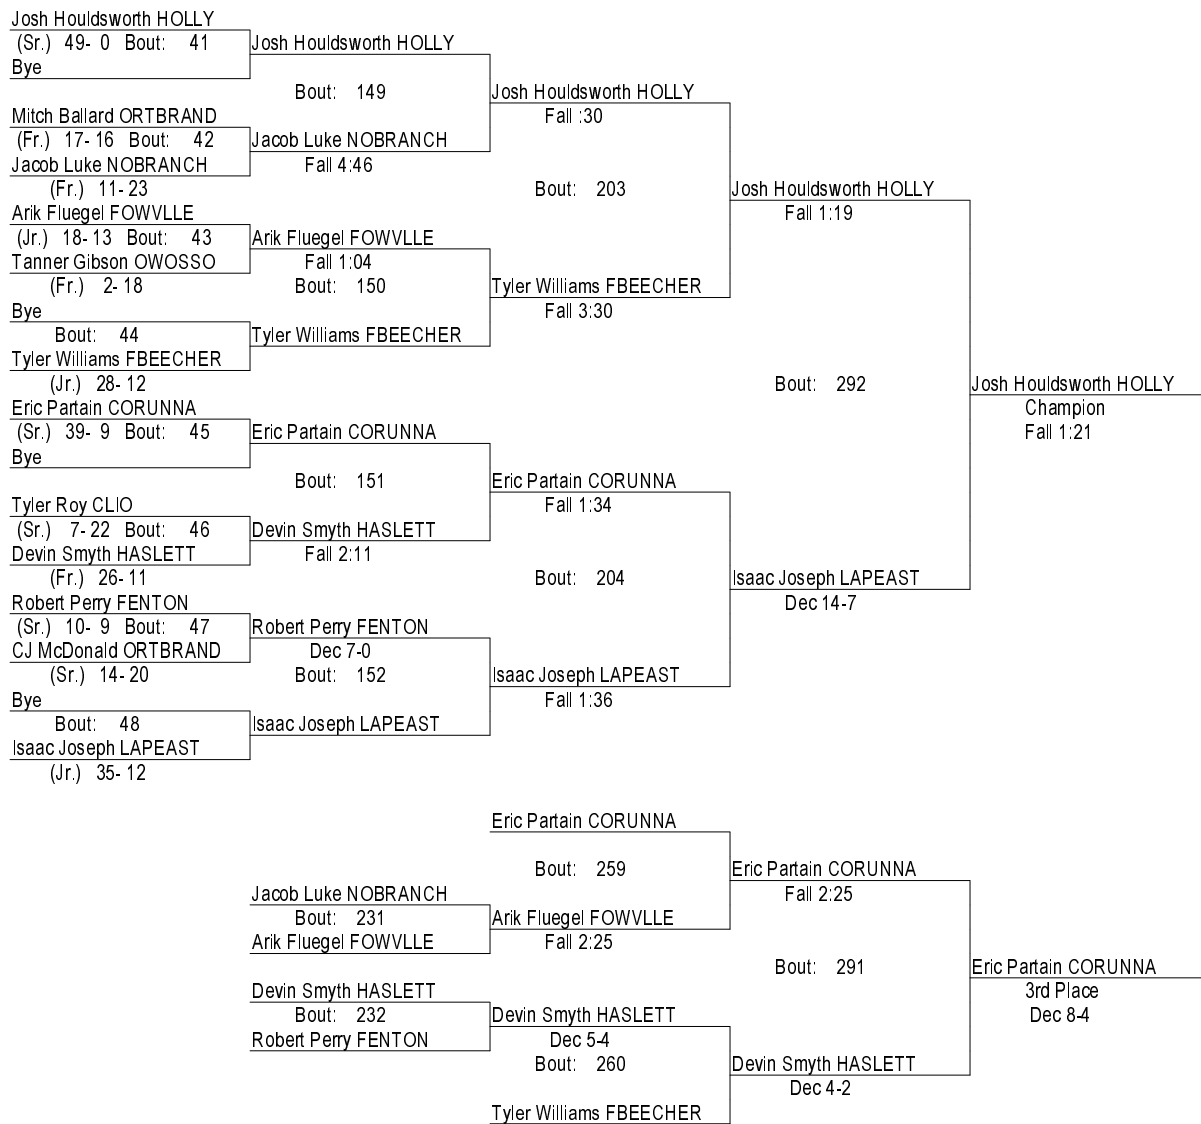 Josh Houldsworth HOLLY
(Sr.) 49- 0 Bout: 41
Bye
Josh Houldsworth HOLLY
Bout: 149
Mitch Ballard ORTBRAND
(Fr.) 17- 16 Bout: 42
Jacob Luke NOBRANCH
(Fr.) 11- 23
Jacob Luke NOBRANCH
Fall 4:46
Josh Houldsworth HOLLY
Fall :30
Bout: 203
Arik Fluegel FOWVLLE
(Jr.) 18- 13 Bout: 43
Tanner Gibson OWOSSO
(Fr.) 2- 18
Arik Fluegel FOWVLLE
Fall 1:04
Bout: 150
Bye
Bout: 44
Tyler Williams FBEECHER
(Jr.) 28- 12
Tyler Williams FBEECHER
Tyler Williams FBEECHER
Fall 3:30
Josh Houldsworth HOLLY
Fall 1:19
Bout: 292
Eric Partain CORUNNA
(Sr.) 39- 9 Bout: 45
Bye
Eric Partain CORUNNA
Bout: 151
Tyler Roy CLIO
(Sr.) 7- 22 Bout: 46
Devin Smyth HASLETT
(Fr.) 26- 11
Devin Smyth HASLETT
Fall 2:11
Eric Partain CORUNNA
Fall 1:34
Bout: 204
Robert Perry FENTON
(Sr.) 10- 9 Bout: 47
CJ McDonald ORTBRAND
(Sr.) 14- 20
Robert Perry FENTON
Dec 7-0
Bout: 152
Bye
Bout: 48
Isaac Joseph LAPEAST
(Jr.) 35- 12
Isaac Joseph LAPEAST
Isaac Joseph LAPEAST
Fall 1:36
Isaac Joseph LAPEAST
Dec 14-7
Josh Houldsworth HOLLY
Champion
Fall 1:21
Eric Partain CORUNNA
Bout: 259
Jacob Luke NOBRANCH
Bout: 231
Arik Fluegel FOWVLLE
Arik Fluegel FOWVLLE
Fall 2:25
Eric Partain CORUNNA
Fall 2:25
Bout: 291
Devin Smyth HASLETT
Bout: 232
Robert Perry FENTON
Devin Smyth HASLETT
Dec 5-4
Bout: 260
Tyler Williams FBEECHER
Devin Smyth HASLETT
Dec 4-2
Eric Partain CORUNNA
3rd Place
Dec 8-4